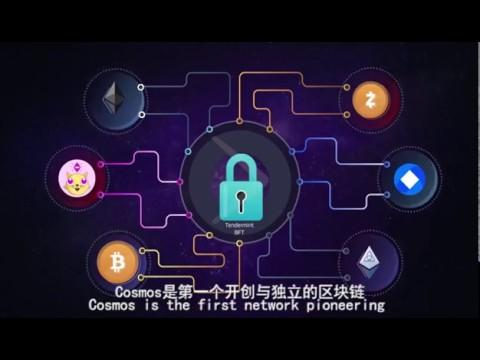 Tendermint
BFT
Cosmos是第一个开创与独立的区块链
Cosmos is the first network pioneering